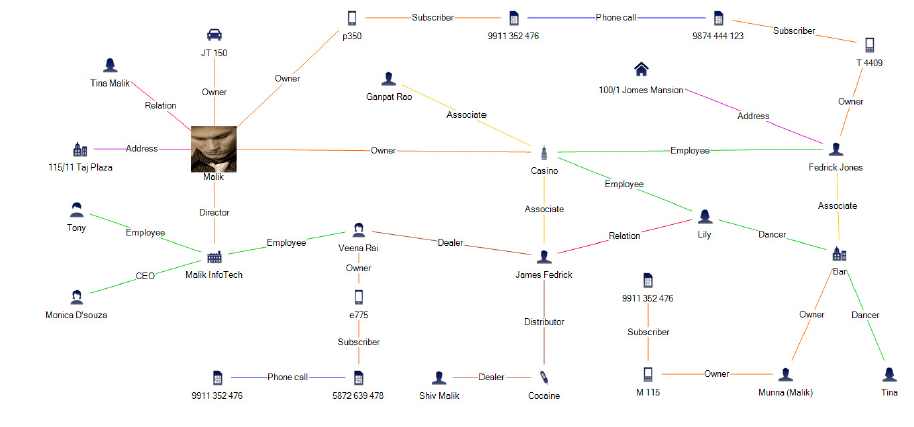 Subscriber
Phone call
p350
9911 352 476
9874 444 123
Subscriber
JT 150
T 4409
Owner
Tina Malik
Ganpat Rao
100/1 Jomes Mansion
Owner
Relation
Owner
Associate
Address
Address
Owner
Employee
115/11 Taj Plaza
Malik
Casino
Fedrick Jones
Employee
Director
Associate
Associate
Tony
Employee
Lily
Dancer
Relation
Employee
Veena Rai
Dealer
Owner
Bar
CEO
Malik InfoTech
James Fedrick
9911 352 476
Monica D'souza
e775
Distributor
Owner
Dancer
Subscriber
Subscriber
Phone call
Dealer
Owner
9911 352 476
5872 639 478
Shiv Malik
Cocaine
M 115
Munna (Malik)
Tina